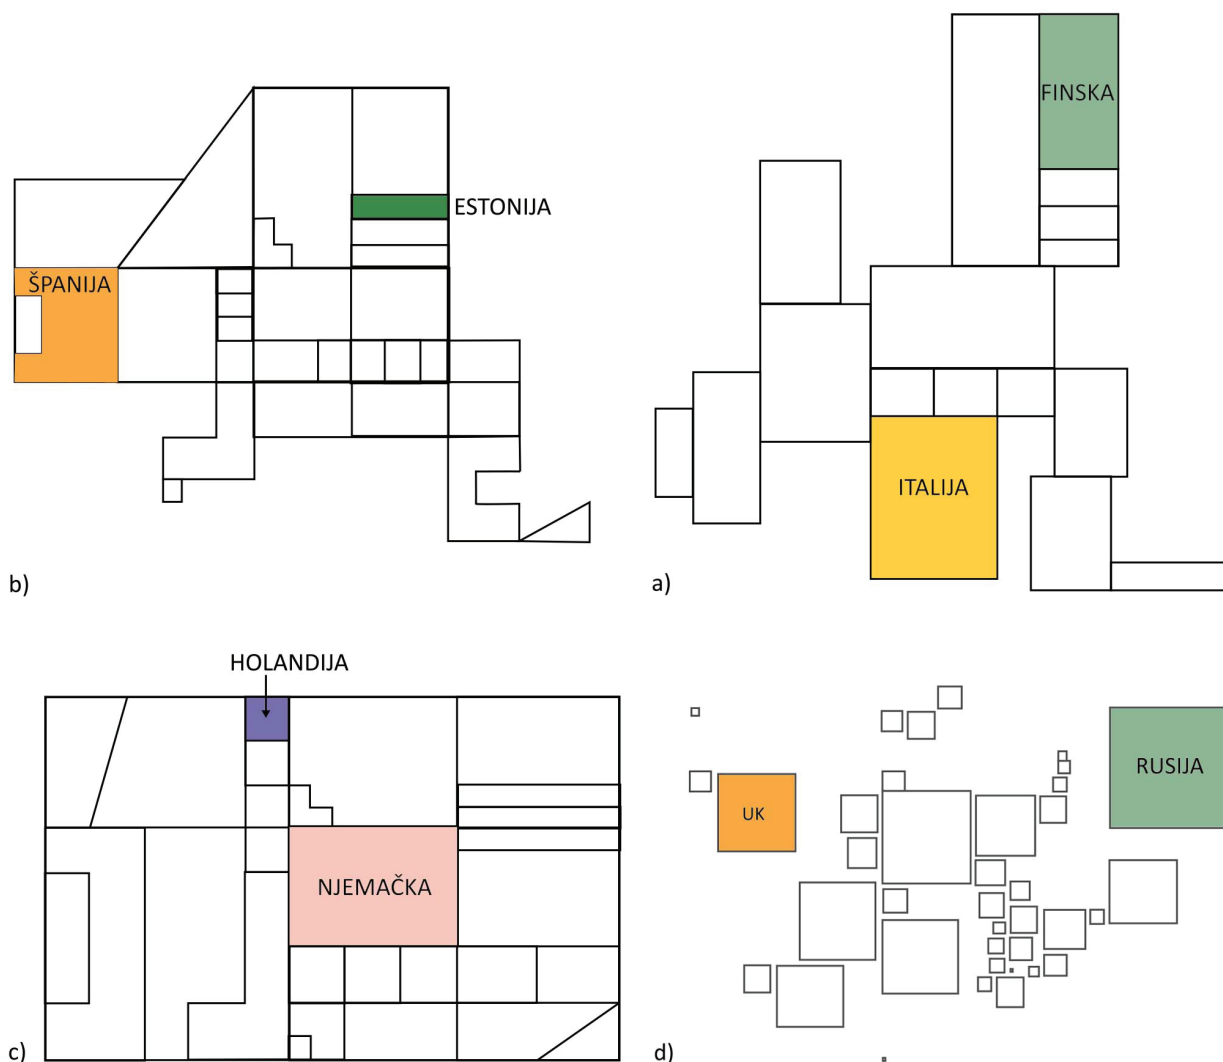 FINSKA
ESTONIJA
ŠPANIJA
ITALIJA
b)
a)
HOLANDIJA
RUSIJA
UK
NJEMAČKA
c)
d)